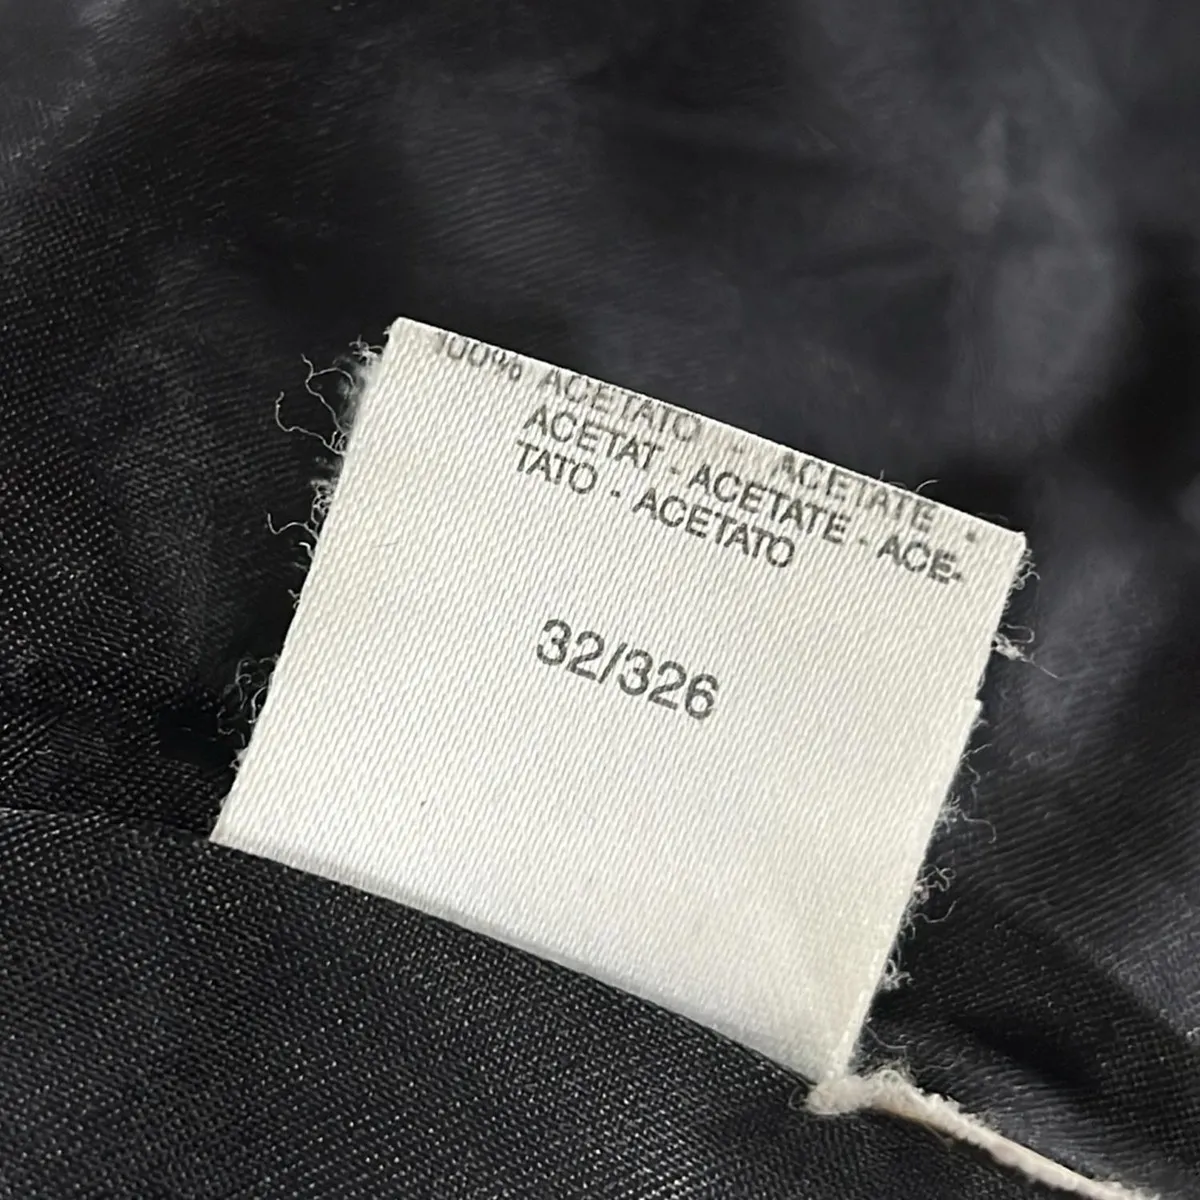 100% ACETATO - ACETATE -
ACETAT - ACETATE - ACE-
TATO - ACETATO
32/326